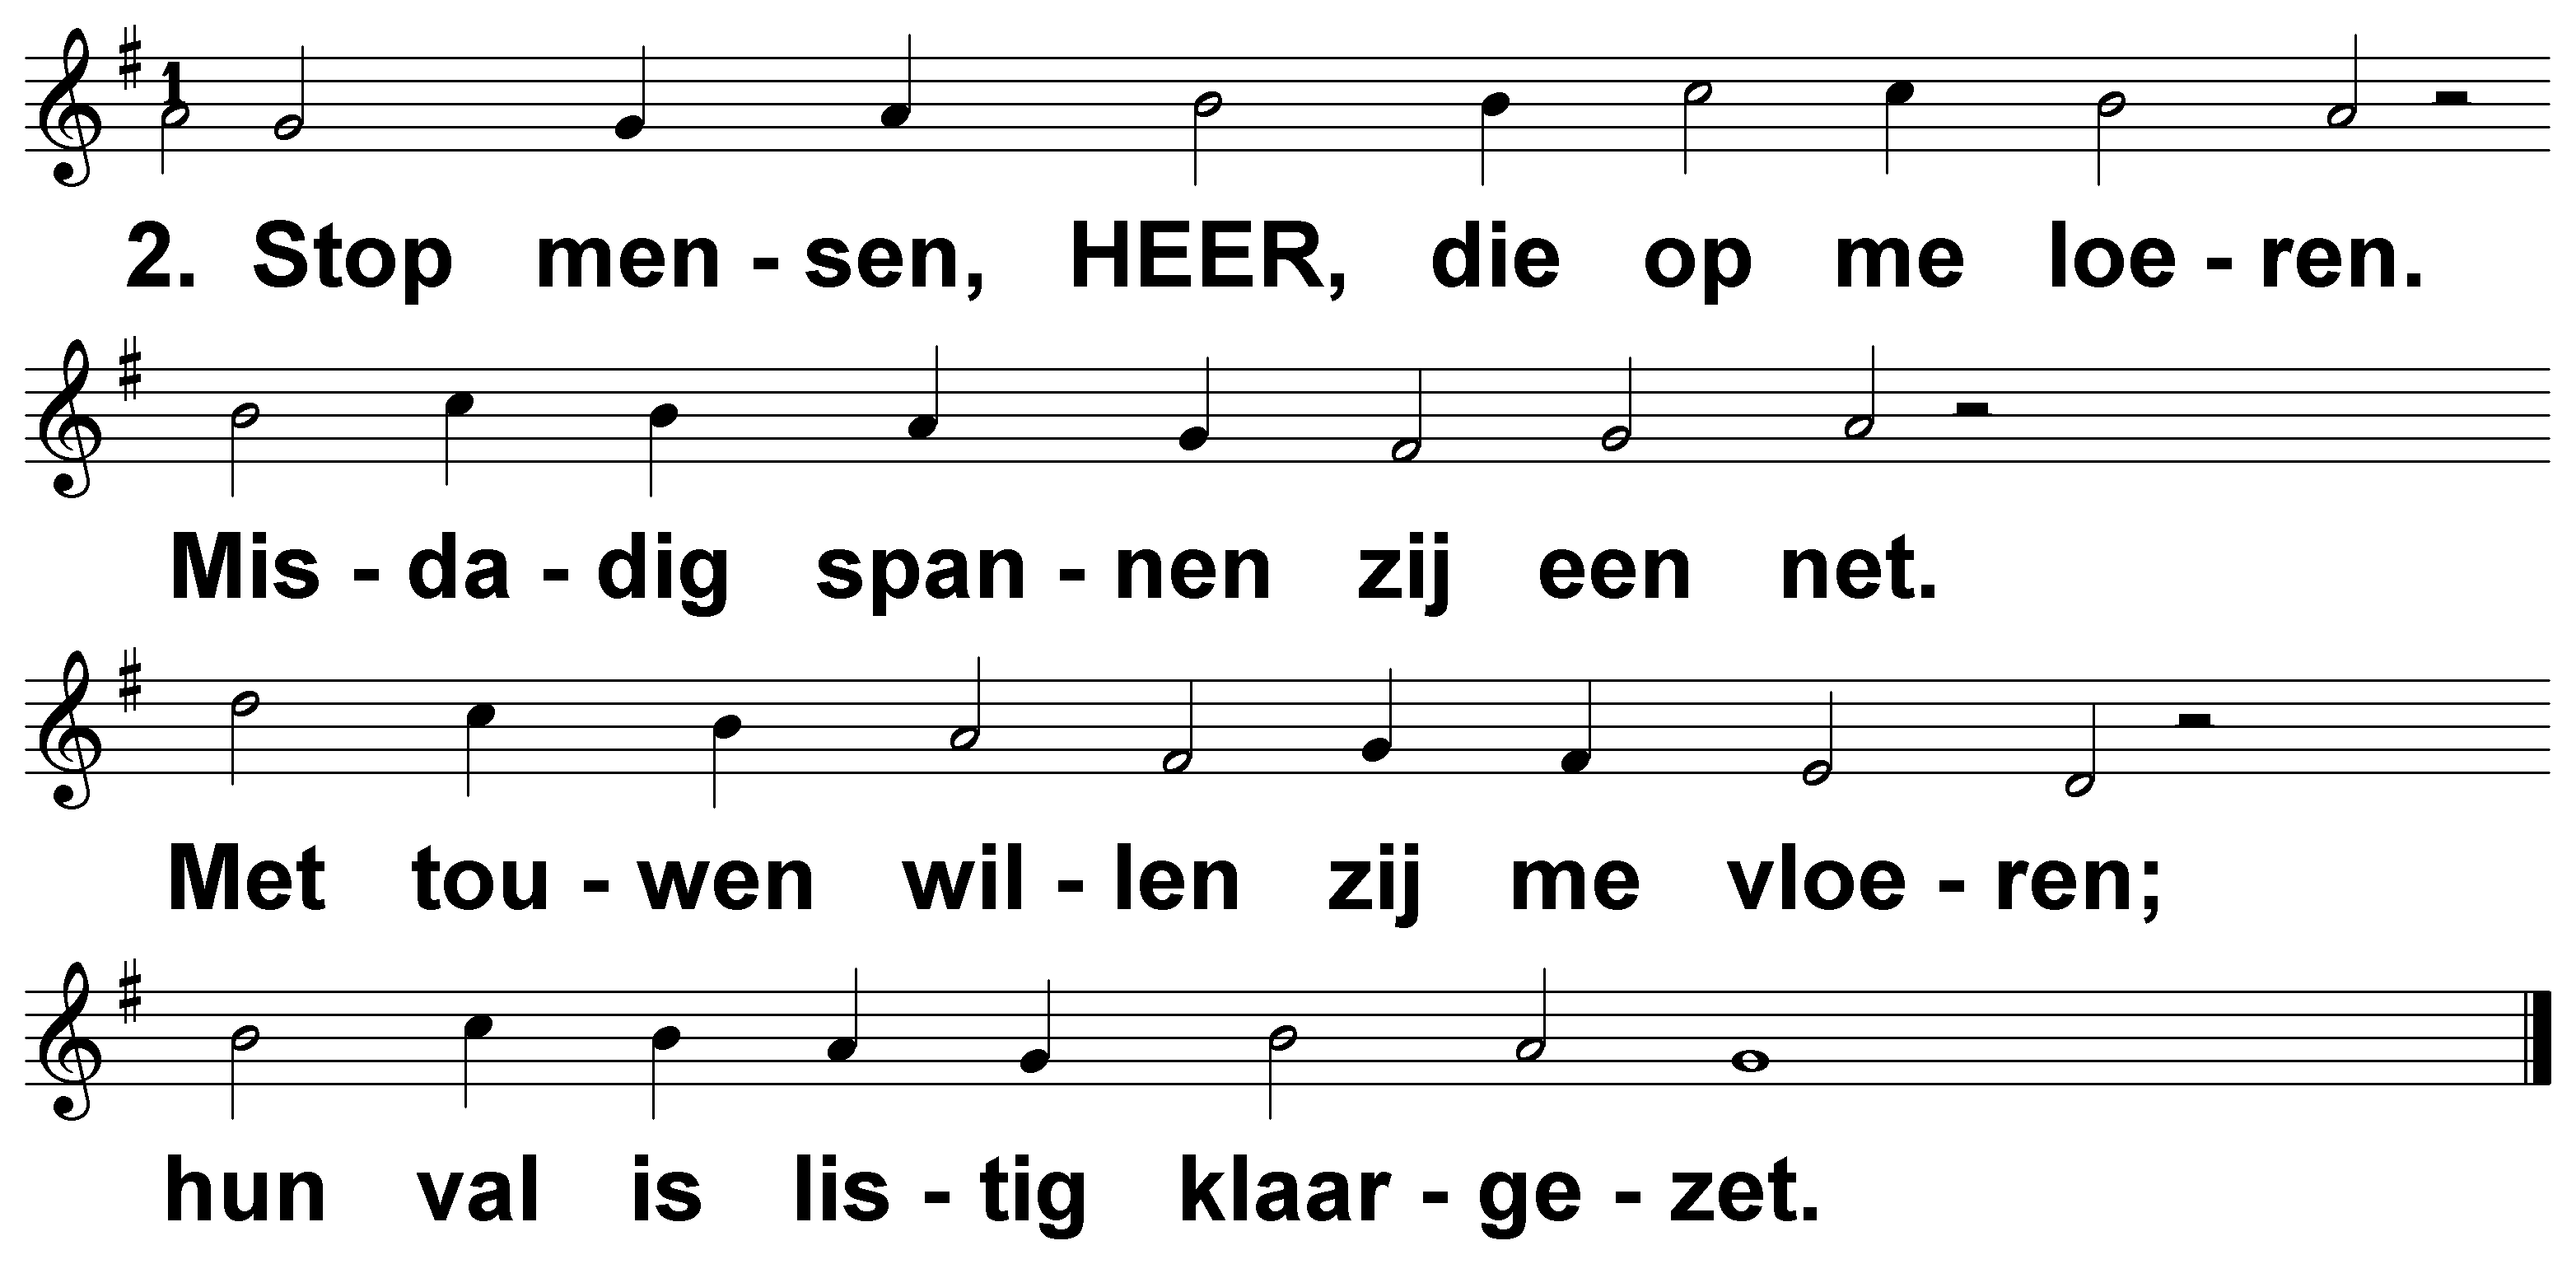 2. Stop men - sen, HEER, die op me loe - ren.
Mis - da - dig span - nen zij een net.
Met tou - wen wil - len zij me vloe - ren;
hun val is lis - tig klaar - ge - zet.